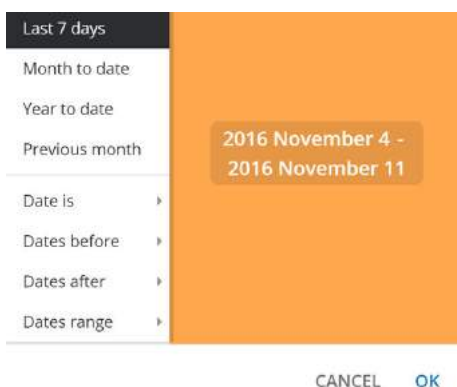 Last 7 days
Month to date
Year to date
Previous month
Date is
Dates before
Dates after
Dates range
2016 November 4 -
2016 November 11
CANCEL OK